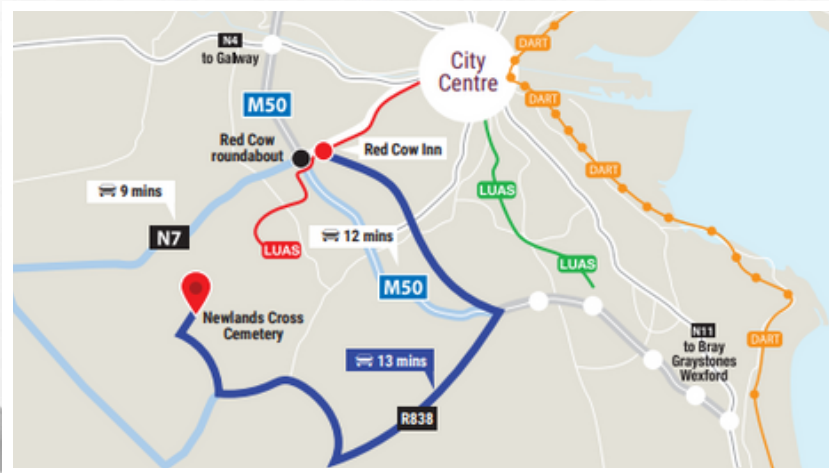 N4
to Galway
City
Centre
DART
DART
M50
Red Cow
roundabout
Red Cow Inn
DART
9 mins
LUAS
N7
LUAS
12 mins
LUAS
M50
Newlands Cross
Cemetery
N11
to Bray
Graystones
Wexford
DART
13 mins
R838